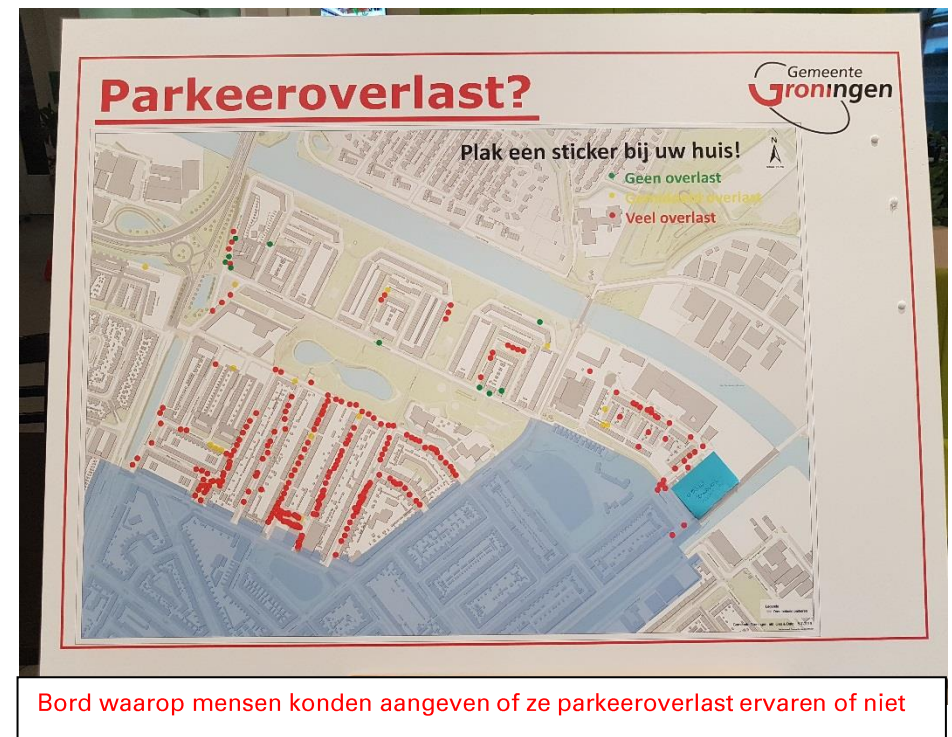 Parkeeroverlast?
Gemeente
Groningen
Plak een sticker bij uw huis!
N
Geen overlast
overlast
Veel overlast
Bord waarop mensen konden aangeven of ze parkeeroverlast ervaren of niet